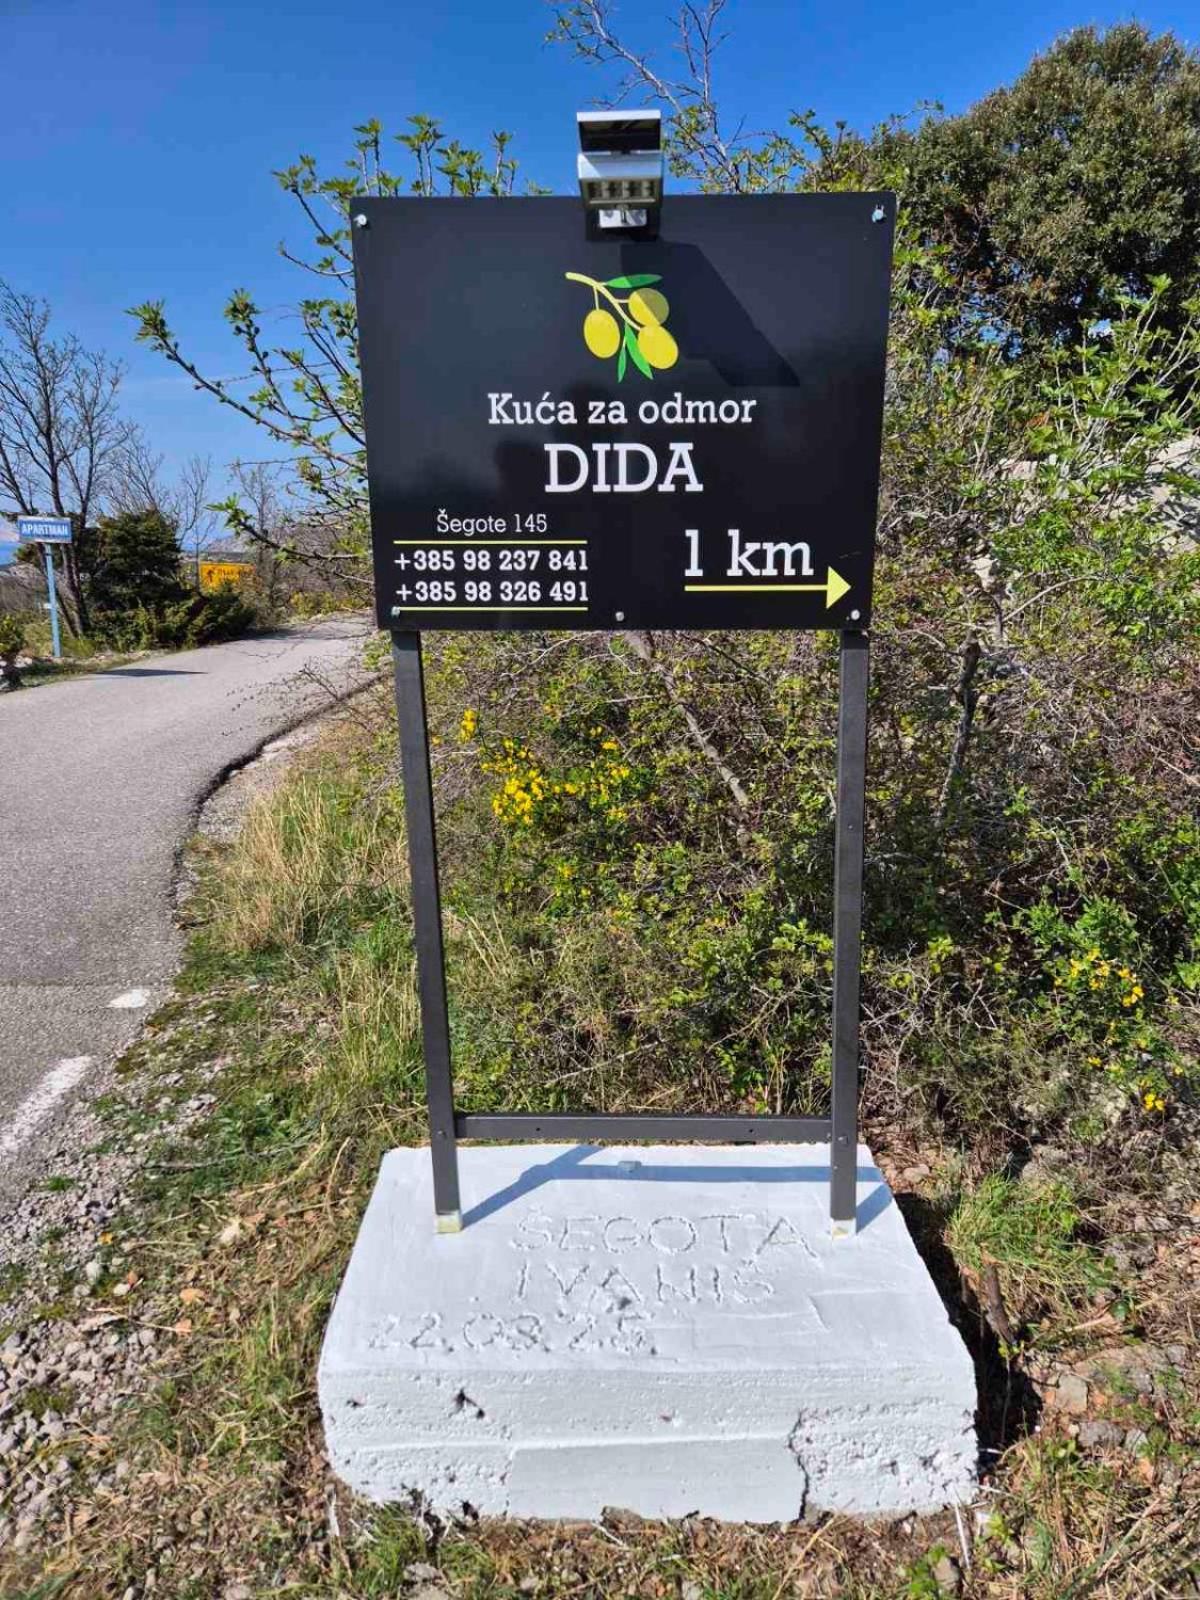 Kuća za odmor
DIDA
Šegote 145
+385 98 237 841
+385 98 326 491
1 km
APARTMAN
ŠEGOTA
IVANIŠ
22.03.25